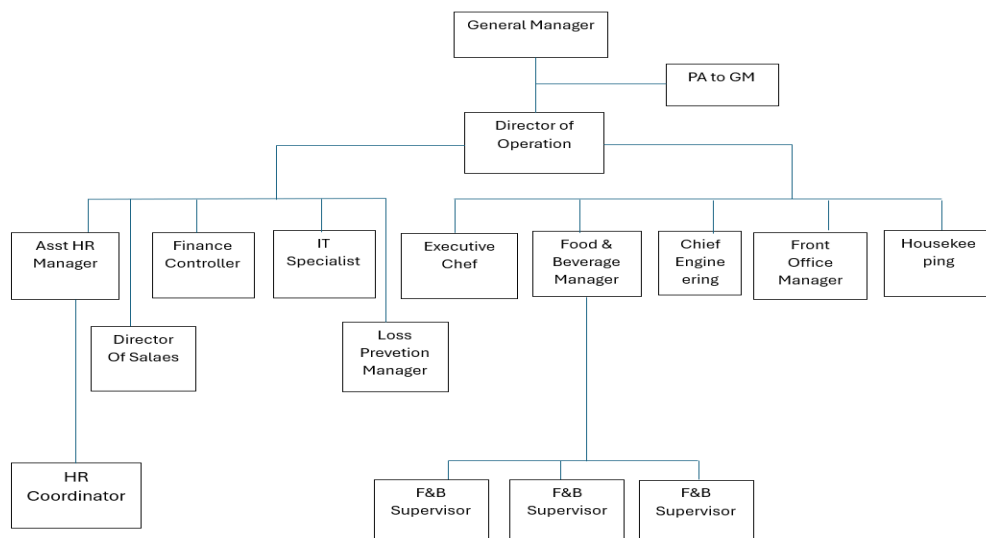 General Manager
PA to GM
Director of
Operation
Asst HR
Manager
Finance
Controller
IT
Specialist
Executive
Chef
Food &
Beverage
Manager
Chief
Engine
ering
Front
Office
Manager
Housekee
ping
Director
Of Salaes
Loss
Prevetion
Manager
HR
Coordinator
F&B
Supervisor
F&B
Supervisor
F&B
Supervisor